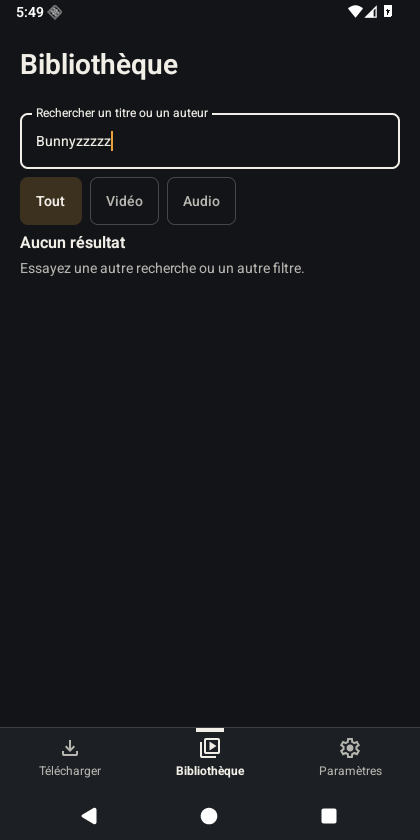 5:49
Bibliothèque
Rechercher un titre ou un auteur
Bunnyzzzzz
Tout
Vidéo
Audio
Aucun résultat
Essayez une autre recherche ou un autre filtre.
Télécharger
Bibliothèque
Paramètres